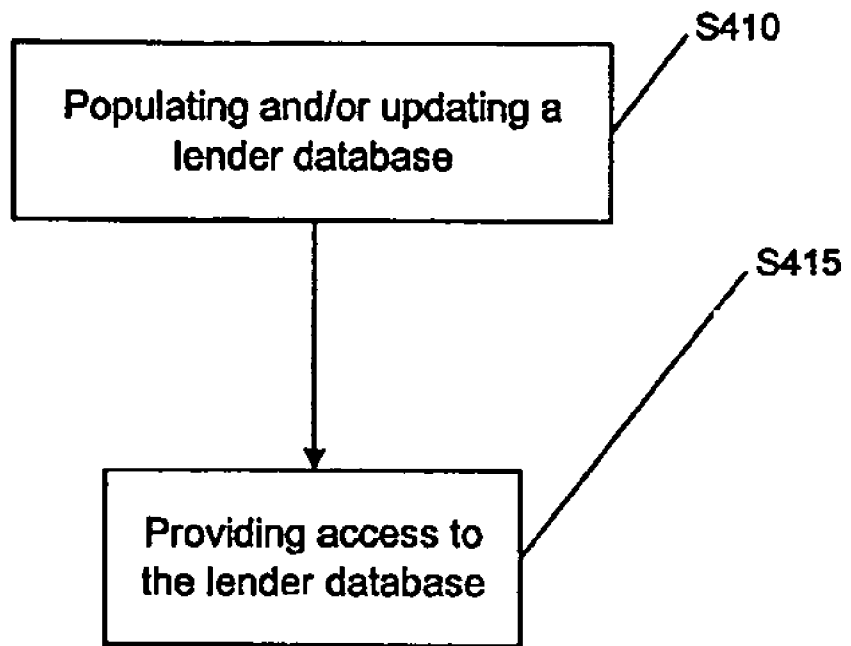 S410
Populating and/or updating a
lender database
S415
Providing access to
the lender database